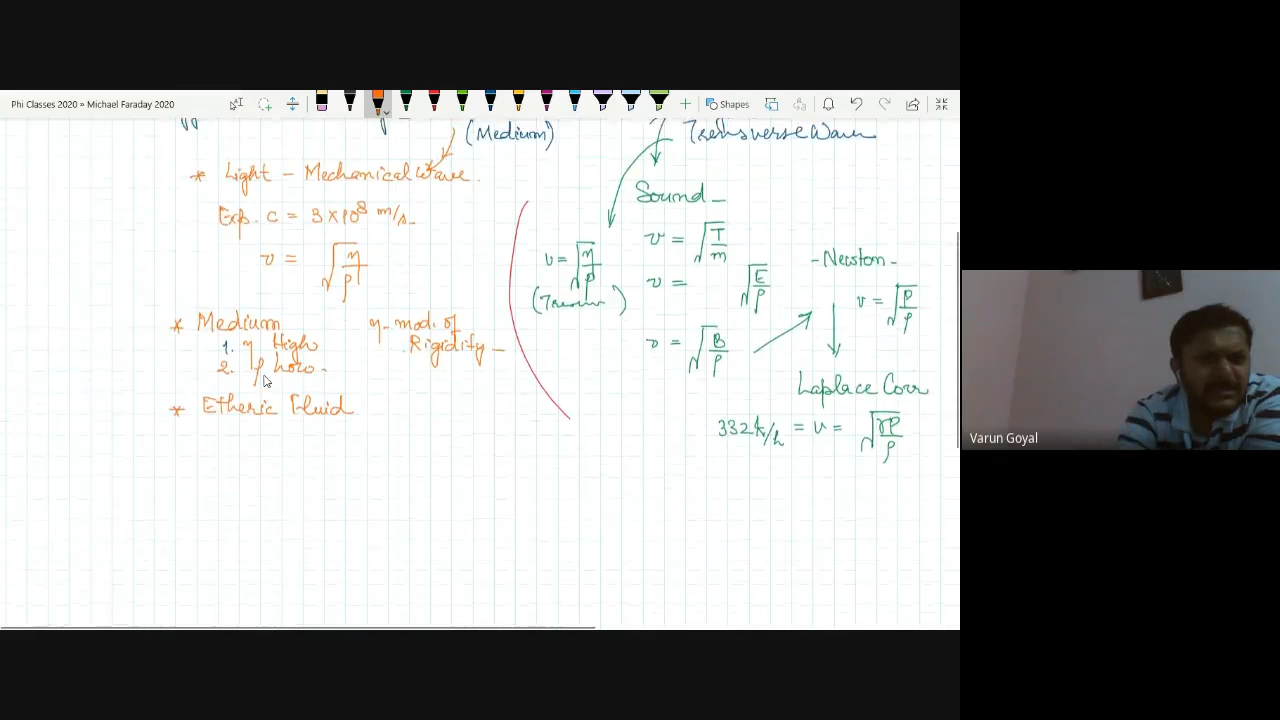 Phi Classes 2020 » Michael Faraday 2020
Shapes
(Medium)
Transverse Wave
* Light - Mechanical Wave.
Exp. c = 3 × 10⁸ m/s
v = √(η/ρ)
* Medium
1. η High
2. ρ low
η - mod. of
Rigidity
* Etheric Fluid
Sound
v = √(T/m)
v = √(η/ρ)
v = √(E/ρ)
v = √(B/ρ)
- Newton -
v = √(P/ρ)
Laplace Corr
v = √(γP/ρ)
Varun Goyal